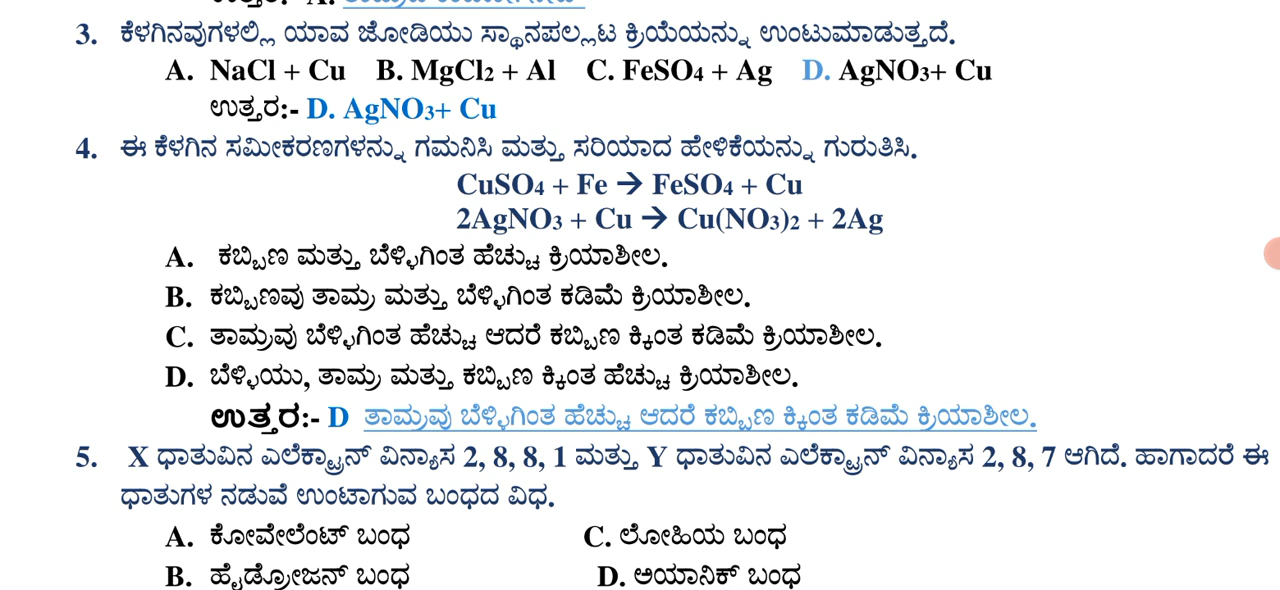 3. ಕೆಳಗಿನವುಗಳಲ್ಲಿ ಯಾವ ಜೋಡಿಯು ಸ್ಥಾನಪಲ್ಲಟ ಕ್ರಿಯೆಯನ್ನು ಉಂಟುಮಾಡುತ್ತದೆ.
A. NaCl + Cu B. MgCl2 + Al C. FeSO4 + Ag D. AgNO3+ Cu
ಉತ್ತರ:- D. AgNO3+ Cu
4. ಈ ಕೆಳಗಿನ ಸಮೀಕರಣಗಳನ್ನು ಗಮನಿಸಿ ಮತ್ತು ಸರಿಯಾದ ಹೇಳಿಕೆಯನ್ನು ಗುರುತಿಸಿ.
CuSO4 + Fe → FeSO4 + Cu
2AgNO3 + Cu → Cu(NO3)2 + 2Ag
A. ಕಬ್ಬಿಣ ಮತ್ತು ಬೆಳ್ಳಿಗಿಂತ ಹೆಚ್ಚು ಕ್ರಿಯಾಶೀಲ.
B. ಕಬ್ಬಿಣವು ತಾಮ್ರ ಮತ್ತು ಬೆಳ್ಳಿಗಿಂತ ಕಡಿಮೆ ಕ್ರಿಯಾಶೀಲ.
C. ತಾಮ್ರವು ಬೆಳ್ಳಿಗಿಂತ ಹೆಚ್ಚು ಆದರೆ ಕಬ್ಬಿಣ ಕ್ಕಿಂತ ಕಡಿಮೆ ಕ್ರಿಯಾಶೀಲ.
D. ಬೆಳ್ಳಿಯು, ತಾಮ್ರ ಮತ್ತು ಕಬ್ಬಿಣ ಕ್ಕಿಂತ ಹೆಚ್ಚು ಕ್ರಿಯಾಶೀಲ.
ಉತ್ತರ:- D ತಾಮ್ರವು ಬೆಳ್ಳಿಗಿಂತ ಹೆಚ್ಚು ಆದರೆ ಕಬ್ಬಿಣ ಕ್ಕಿಂತ ಕಡಿಮೆ ಕ್ರಿಯಾಶೀಲ.
5. X ಧಾತುವಿನ ಎಲೆಕ್ಟ್ರಾನ್ ವಿನ್ಯಾಸ 2, 8, 8, 1 ಮತ್ತು Y ಧಾತುವಿನ ಎಲೆಕ್ಟ್ರಾನ್ ವಿನ್ಯಾಸ 2, 8, 7 ಆಗಿದೆ. ಹಾಗಾದರೆ ಈ
ಧಾತುಗಳ ನಡುವೆ ಉಂಟಾಗುವ ಬಂಧದ ವಿಧ.
A. ಕೋವೇಲೆಂಟ್ ಬಂಧ C. ಲೋಹಿಯ ಬಂಧ
B. ಹೈಡ್ರೋಜನ್ ಬಂಧ D. ಅಯಾನಿಕ್ ಬಂಧ